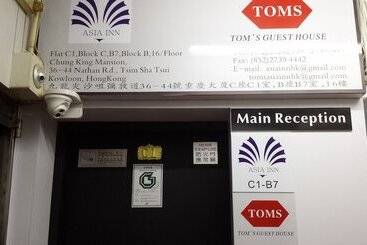 ASIA INN
TOMS
TOM'S GUEST HOUSE
Flat C1,Block C,B7,Block B,16/Floor
Chung King Mansion,
36-44 Nathan Rd., Tsim Sha Tsui
Kowloon, HongKong
九龍尖沙咀彌敦道36-44號重慶大廈C座C1室,B座B7室,16樓
Fax: (852)2739 4442
Main Reception
ASIA INN
C1-B7
TOMS
TOM'S GUEST HOUSE